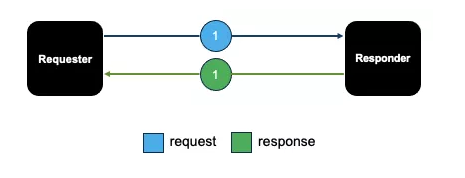 1
Requester
Responder
1
request
response